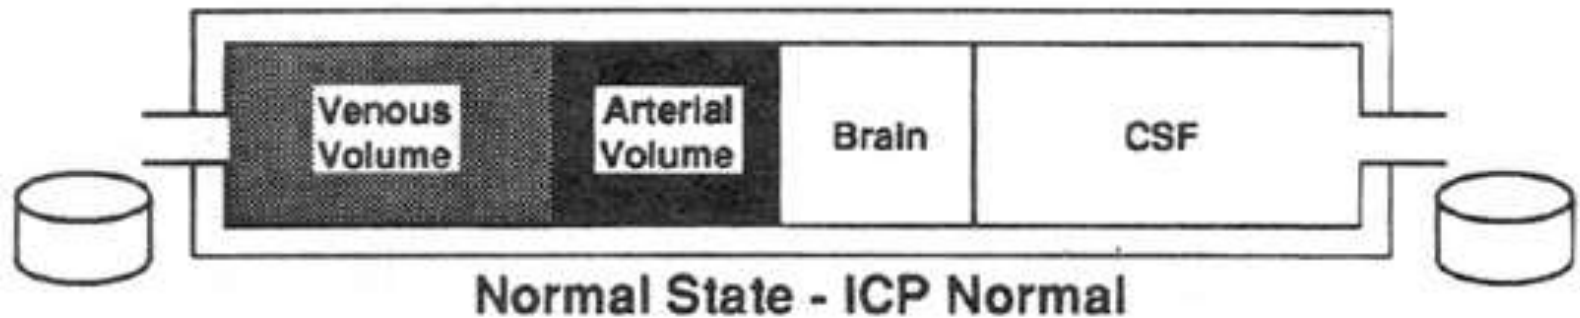 Venous
Volume
Arterial
Volume
Brain
CSF
Normal State - ICP Normal